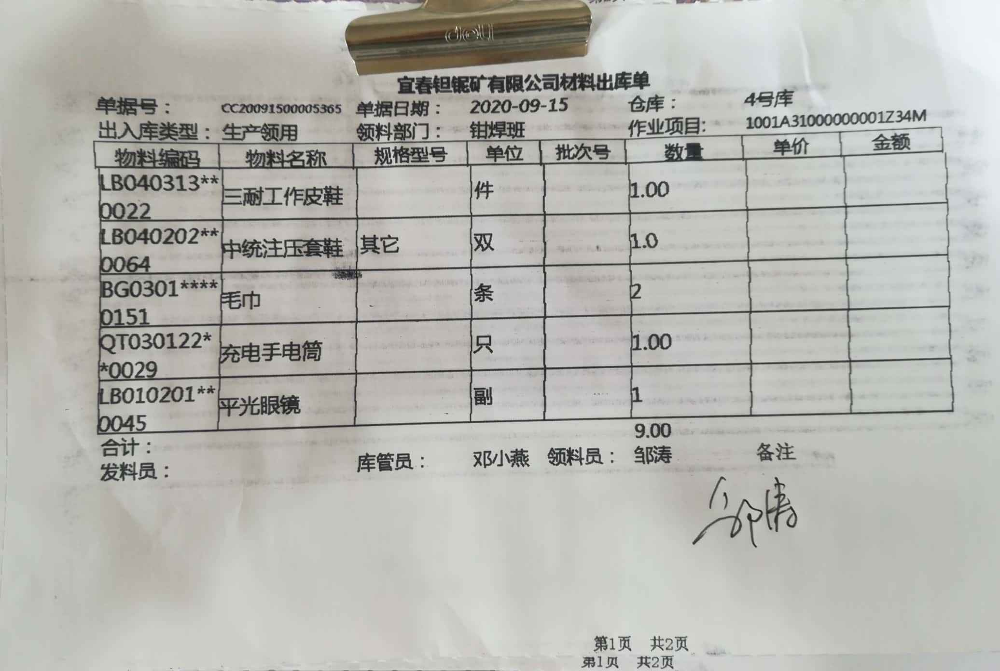 deli
宜春钽铌矿有限公司材料出库单
单据号： CC20091500005365 单据日期： 2020-09-15 仓库： 4号库
出入库类型： 生产领用 领料部门： 钳焊班 作业项目: 1001A31000000001Z34M
物料编码 物料名称 规格型号 单位 批次号 数量 单价 金额
LB040313**0022 三耐工作皮鞋 件 1.00
LB040202**0064 中统注压套鞋 其它 双 1.0
BG0301****0151 毛巾 条 2
QT030122**0029 充电手电筒 只 1.00
LB010201**0045 平光眼镜 副 1
合计： 9.00
发料员： 库管员： 邓小燕 领料员： 邹涛 备注
邹涛
第1页 共2页
第1页 共2页